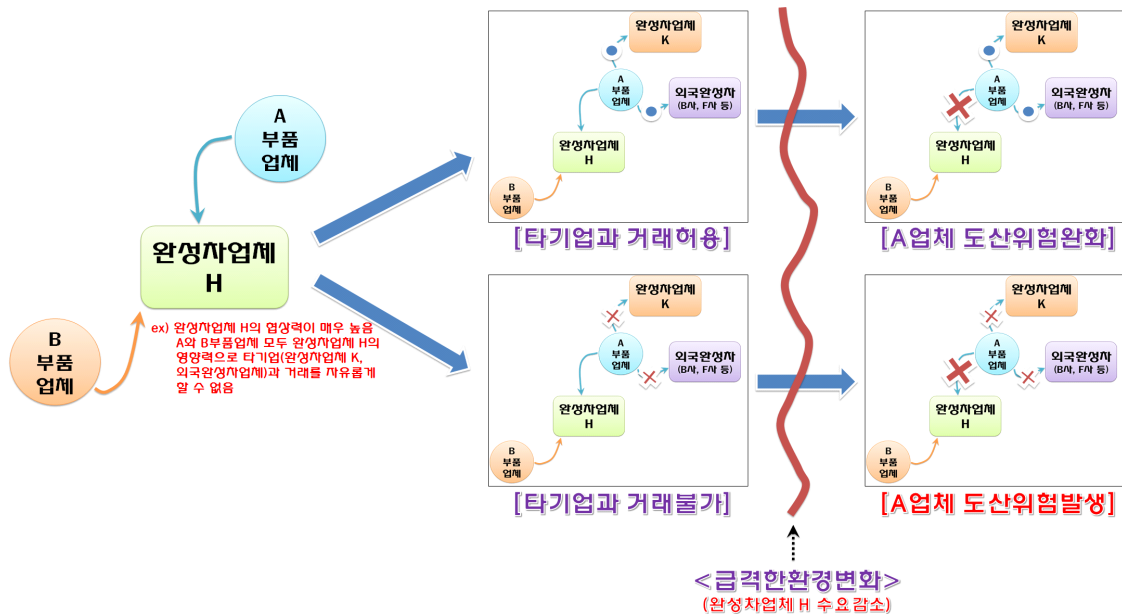 A
부품
업체
완성차업체
H
B
부품
업체
ex) 완성차업체 H의 협상력이 매우 높음
A와 B부품업체 모두 완성차업체 H의
영향력으로 타기업(완성차업체 K,
외국완성차업체)과 거래를 자유롭게
할 수 없음
완성차업체
K
A
부품
업체
외국완성차
(B사, F사 등)
완성차업체
H
B
부품
업체
[타기업과 거래허용]
완성차업체
K
A
부품
업체
외국완성차
(B사, F사 등)
완성차업체
H
B
부품
업체
[A업체 도산위험완화]
완성차업체
K
A
부품
업체
외국완성차
(B사, F사 등)
완성차업체
H
B
부품
업체
[타기업과 거래불가]
완성차업체
K
A
부품
업체
외국완성차
(B사, F사 등)
완성차업체
H
B
부품
업체
[A업체 도산위험발생]
<급격한환경변화>
(완성차업체 H 수요감소)